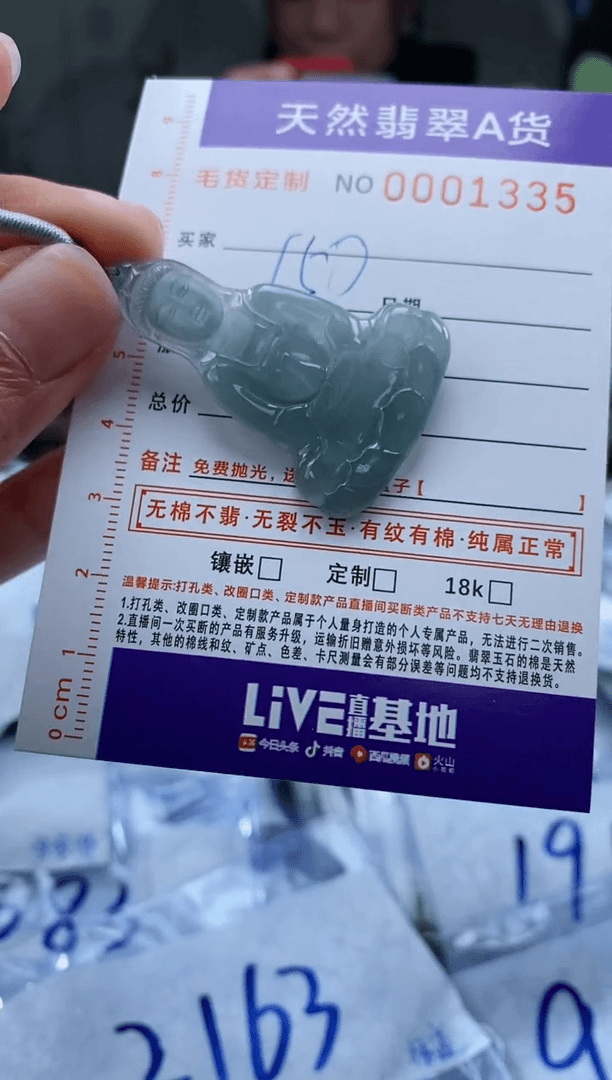 天然翡翠A货
毛货定制 NO 0001335
买家
150
日期
总价
备注 免费抛光，送 子【 】
无棉不翡·无裂不玉·有纹有棉·纯属正常
镶嵌□ 定制□ 18k□
温馨提示:打孔类、改圈口类、定制款产品直播间买断类产品不支持七天无理由退换
1.打孔类、改圈口类、定制款产品属于个人量身打造的个人专属产品，无法进行二次销售。
2.直播间一次买断的产品有服务升级，运输折旧赠意外损坏等风险。翡翠玉石的棉是天然
特性，其他的棉线和纹、矿点、色差、卡尺测量会有部分误差等问题均不支持退换货。
LiVE直播基地
今日头条 抖音 西瓜视频 火山小视频
0 cm 1 2 3 4 5 8 9
83
19
2163
9